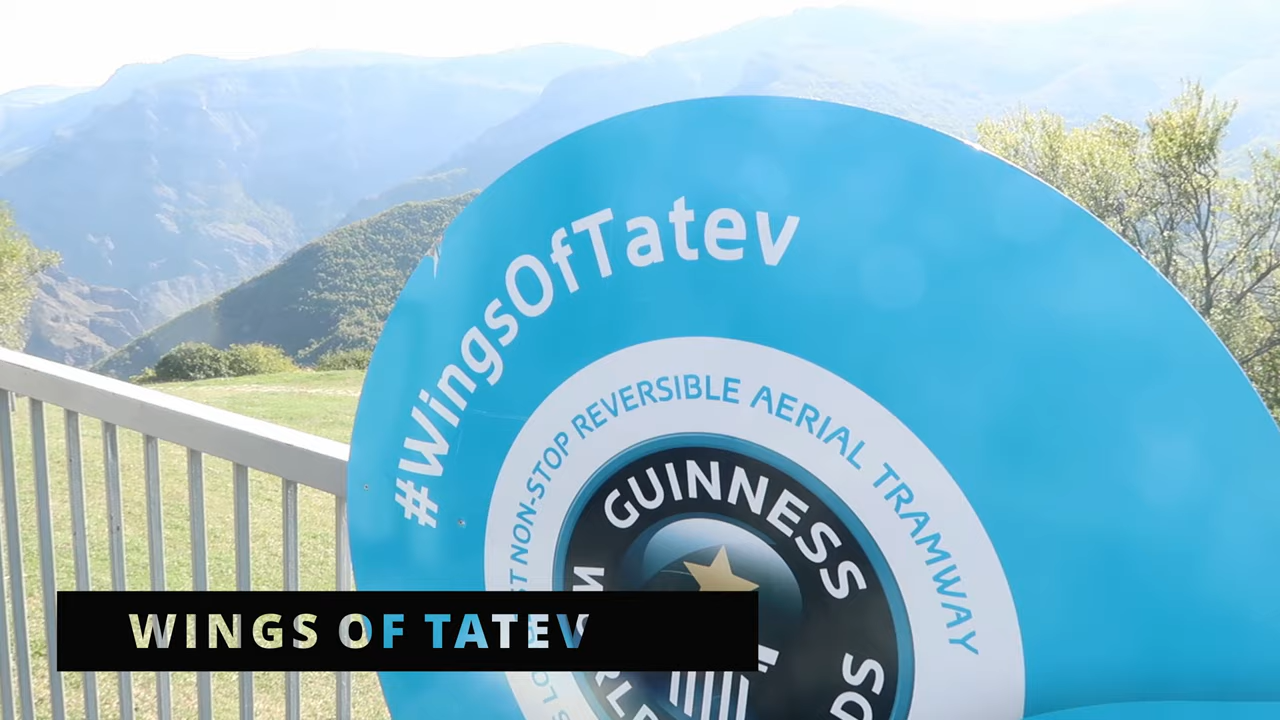 #WingsOfTatev
NON-STOP REVERSIBLE AERIAL TRAMWAY
GUINNESS
WINGS OF TATEV